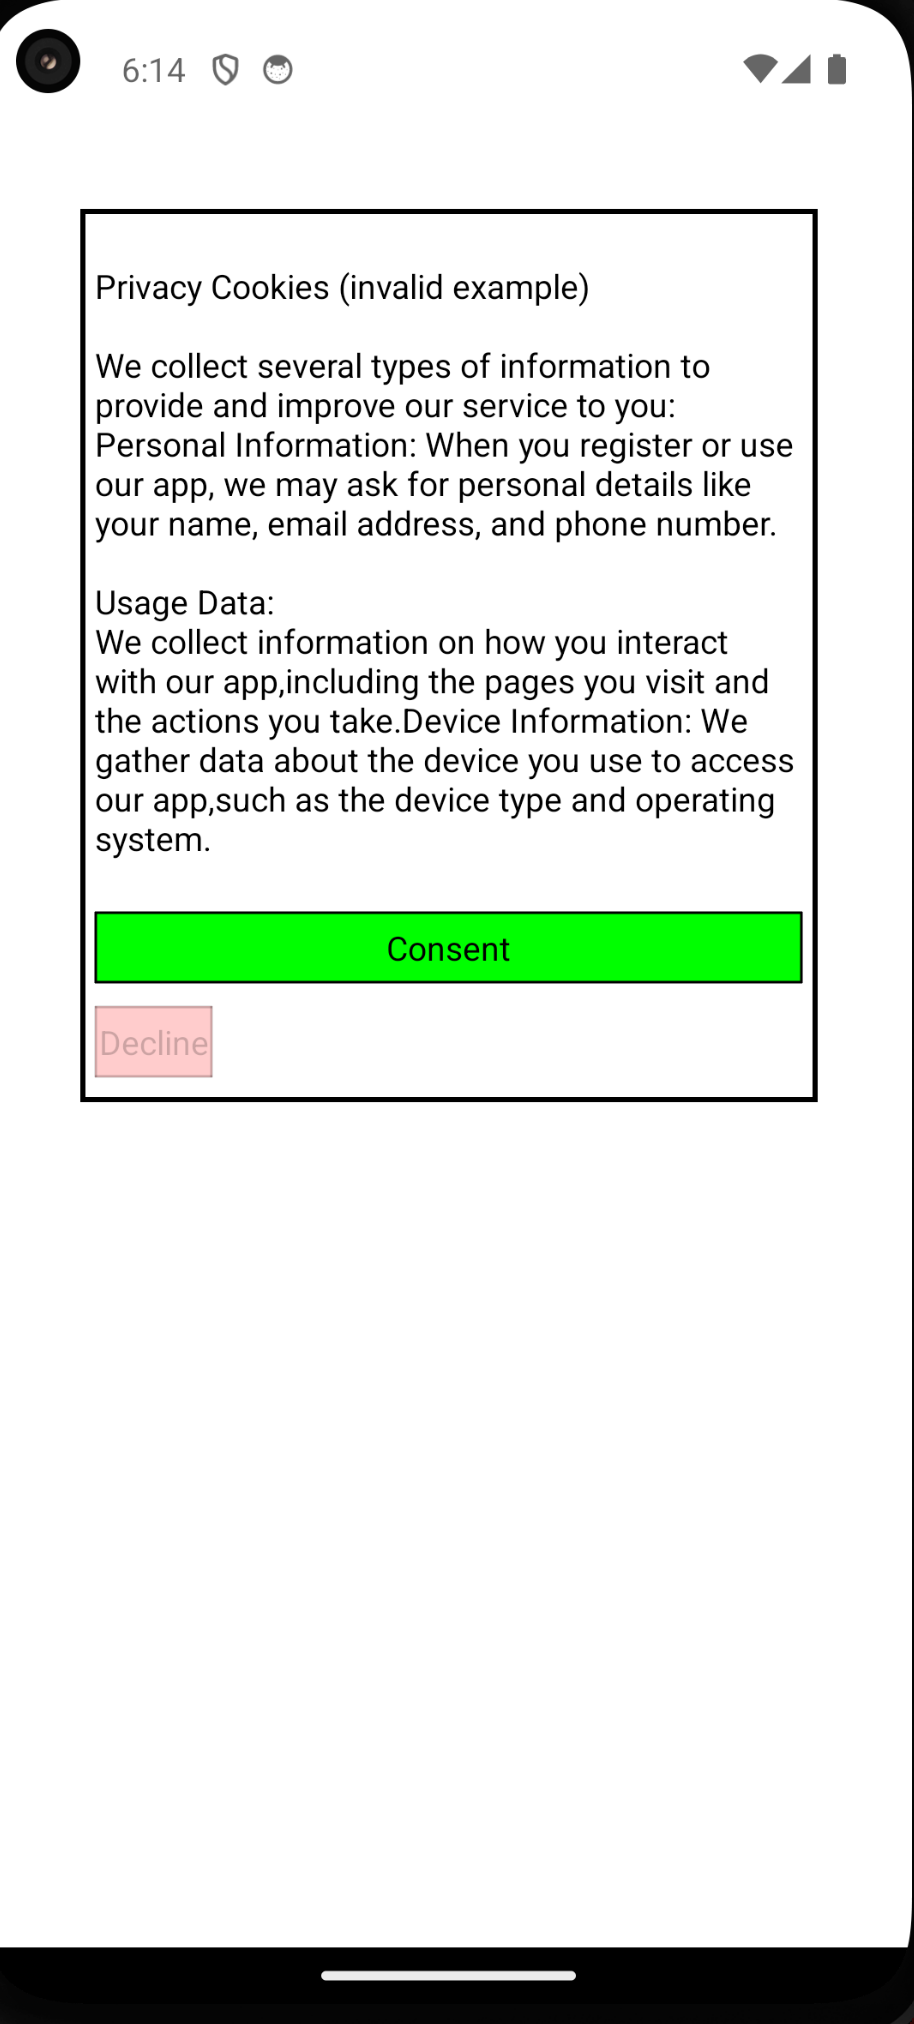 6:14
Privacy Cookies (invalid example)
We collect several types of information to
provide and improve our service to you:
Personal Information: When you register or use
our app, we may ask for personal details like
your name, email address, and phone number.
Usage Data:
We collect information on how you interact
with our app,including the pages you visit and
the actions you take.Device Information: We
gather data about the device you use to access
our app,such as the device type and operating
system.
Consent
Decline